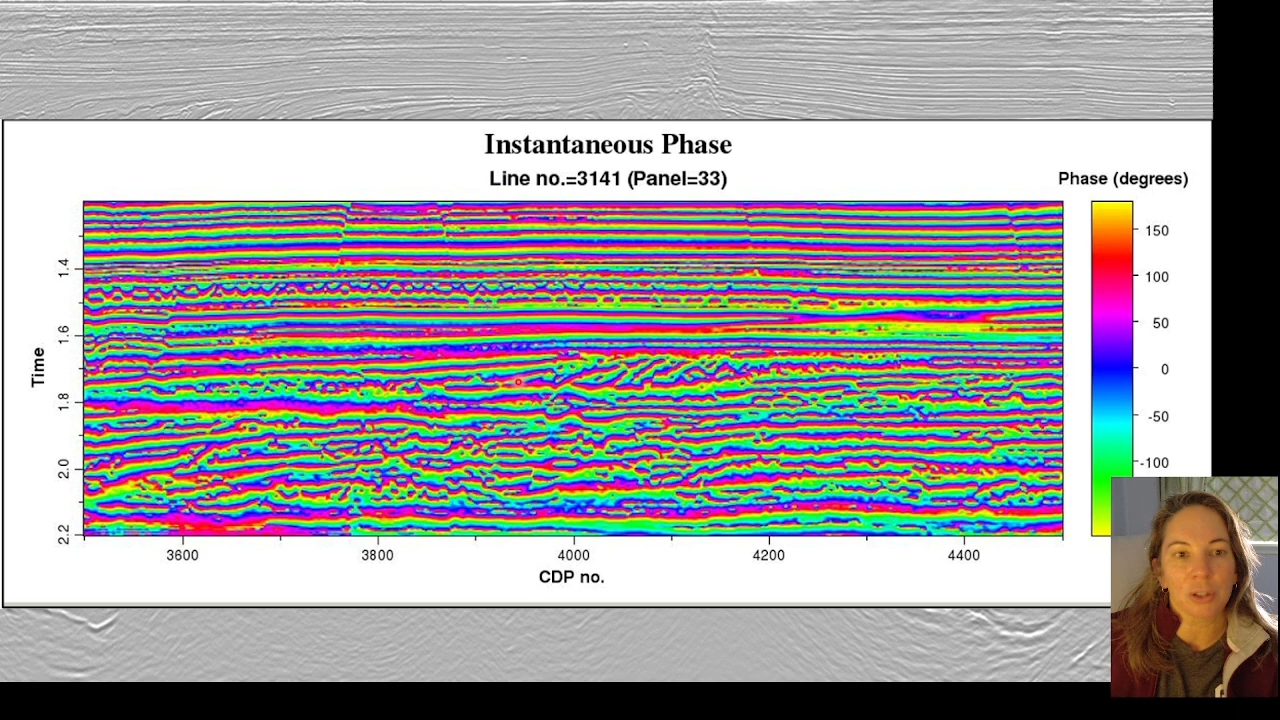 Instantaneous Phase
Line no.=3141 (Panel=33)
Phase (degrees)
150
100
50
0
-50
-100
Time
1.4
1.6
1.8
2.0
2.2
3600 3800 4000 4200 4400
CDP no.